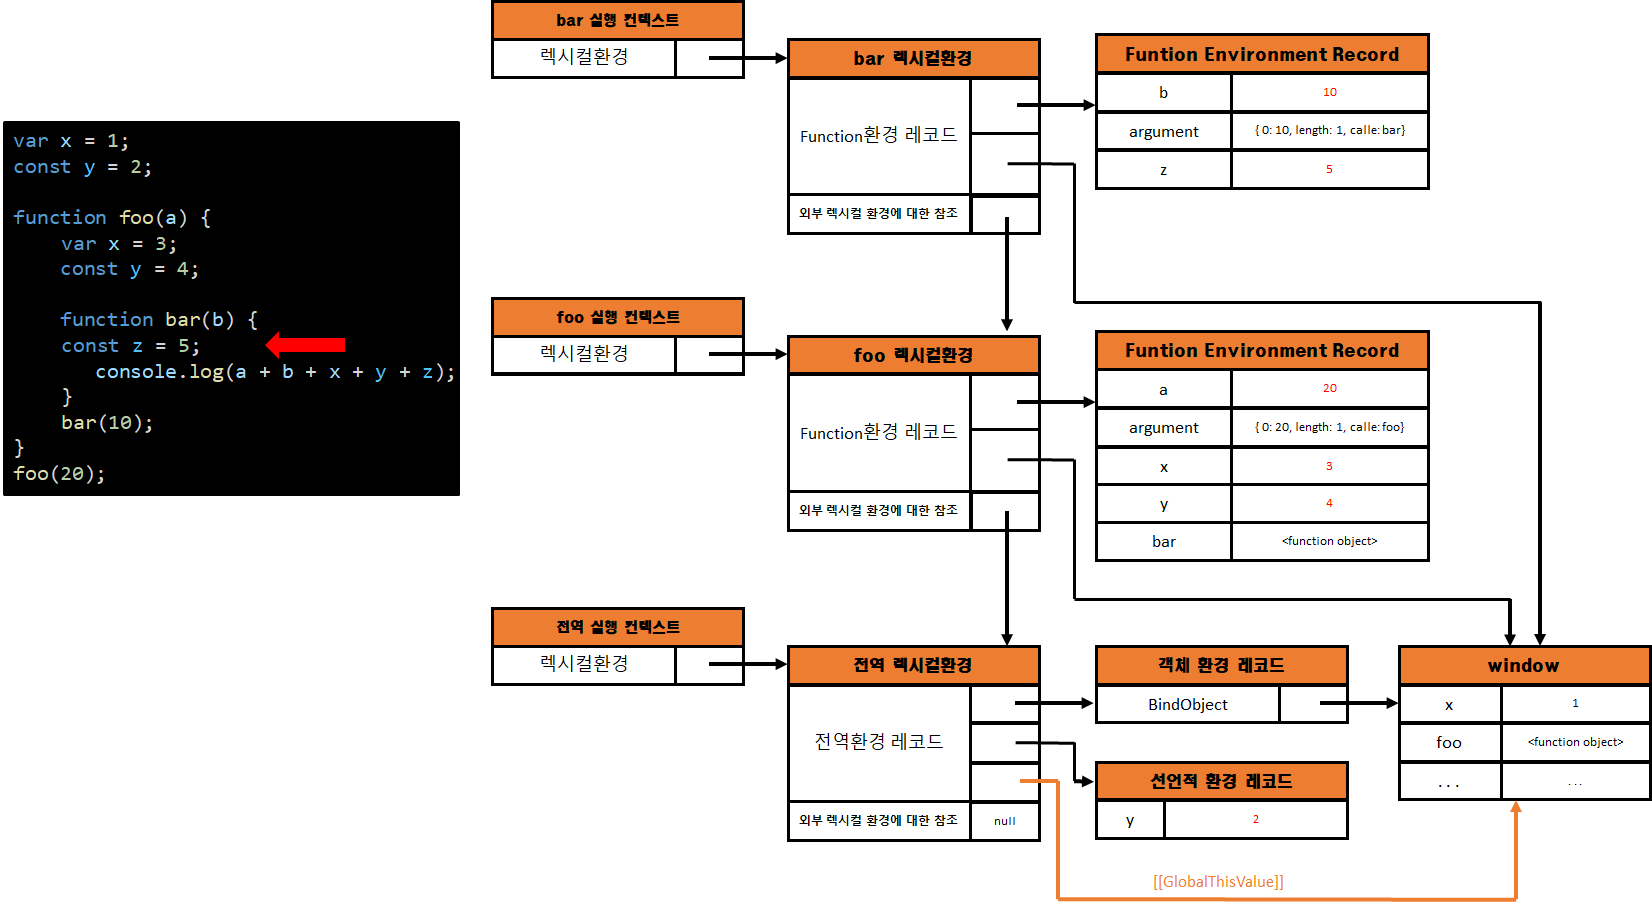 var x = 1;
const y = 2;
function foo(a) {
var x = 3;
const y = 4;
function bar(b) {
const z = 5;
console.log(a + b + x + y + z);
}
bar(10);
}
foo(20);
bar 실행 컨텍스트
렉시컬환경
bar 렉시컬환경
Function환경 레코드
외부 렉시컬 환경에 대한 참조
Funtion Environment Record
b 10
argument { 0: 10, length: 1, calle: bar}
z 5
foo 실행 컨텍스트
렉시컬환경
foo 렉시컬환경
Function환경 레코드
외부 렉시컬 환경에 대한 참조
Funtion Environment Record
a 20
argument { 0: 20, length: 1, calle: foo}
x 3
y 4
bar <function object>
전역 실행 컨텍스트
렉시컬환경
전역 렉시컬환경
전역환경 레코드
외부 렉시컬 환경에 대한 참조 null
객체 환경 레코드
BindObject
선언적 환경 레코드
y 2
window
x 1
foo <function object>
... ...
[[GlobalThisValue]]